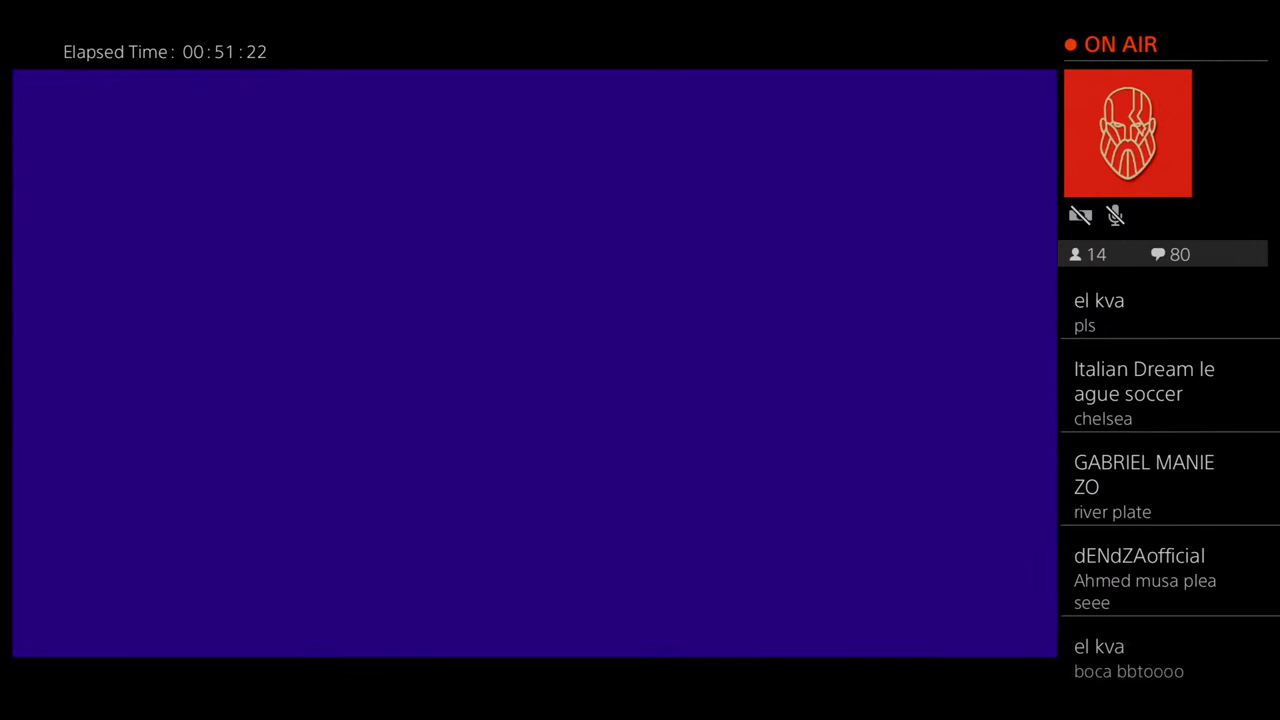 Elapsed Time: 00:51:22
ON AIR
14 80
el kva
pls
Italian Dream le
ague soccer
chelsea
GABRIEL MANIE
ZO
river plate
dENdZAofficial
Ahmed musa plea
seee
el kva
boca bbtoooo